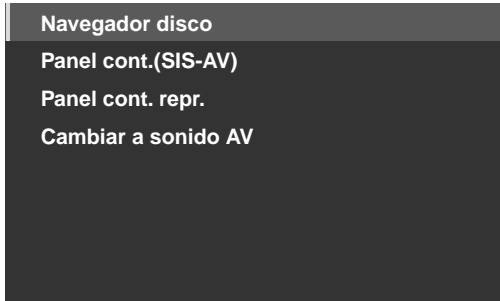 Navegador disco
Panel cont.(SIS-AV)
Panel cont. repr.
Cambiar a sonido AV